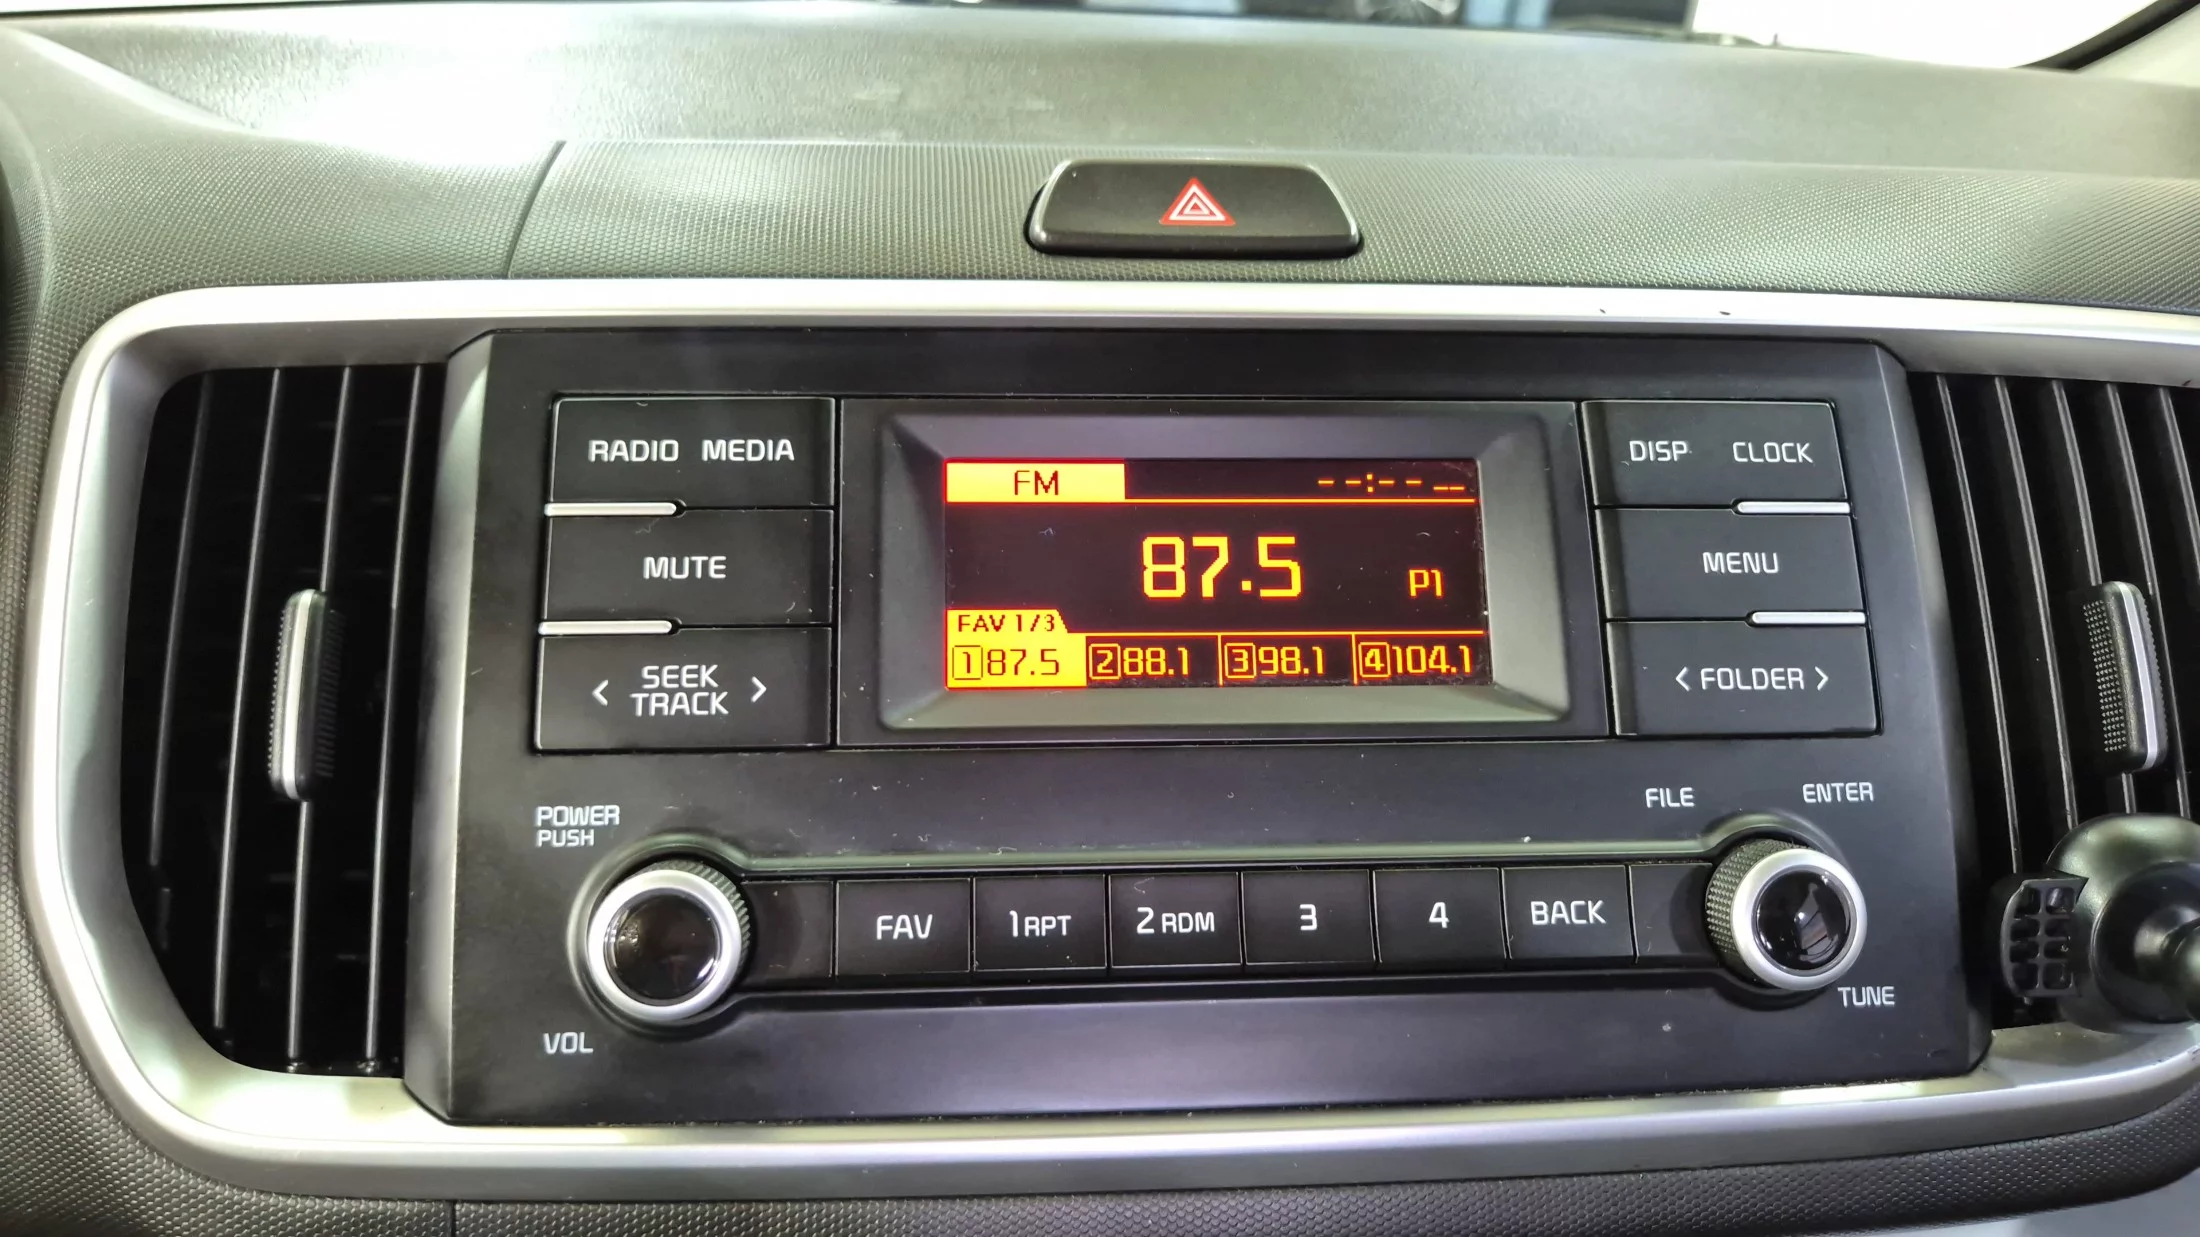 RADIO MEDIA
MUTE
< SEEK TRACK >
FM --:-- __
87.5 P1
FAV 1/3
1 87.5 2 88.1 3 98.1 4 104.1
DISP CLOCK
MENU
< FOLDER >
POWER
PUSH
VOL
FAV 1 RPT 2 RDM 3 4 BACK
FILE ENTER
TUNE